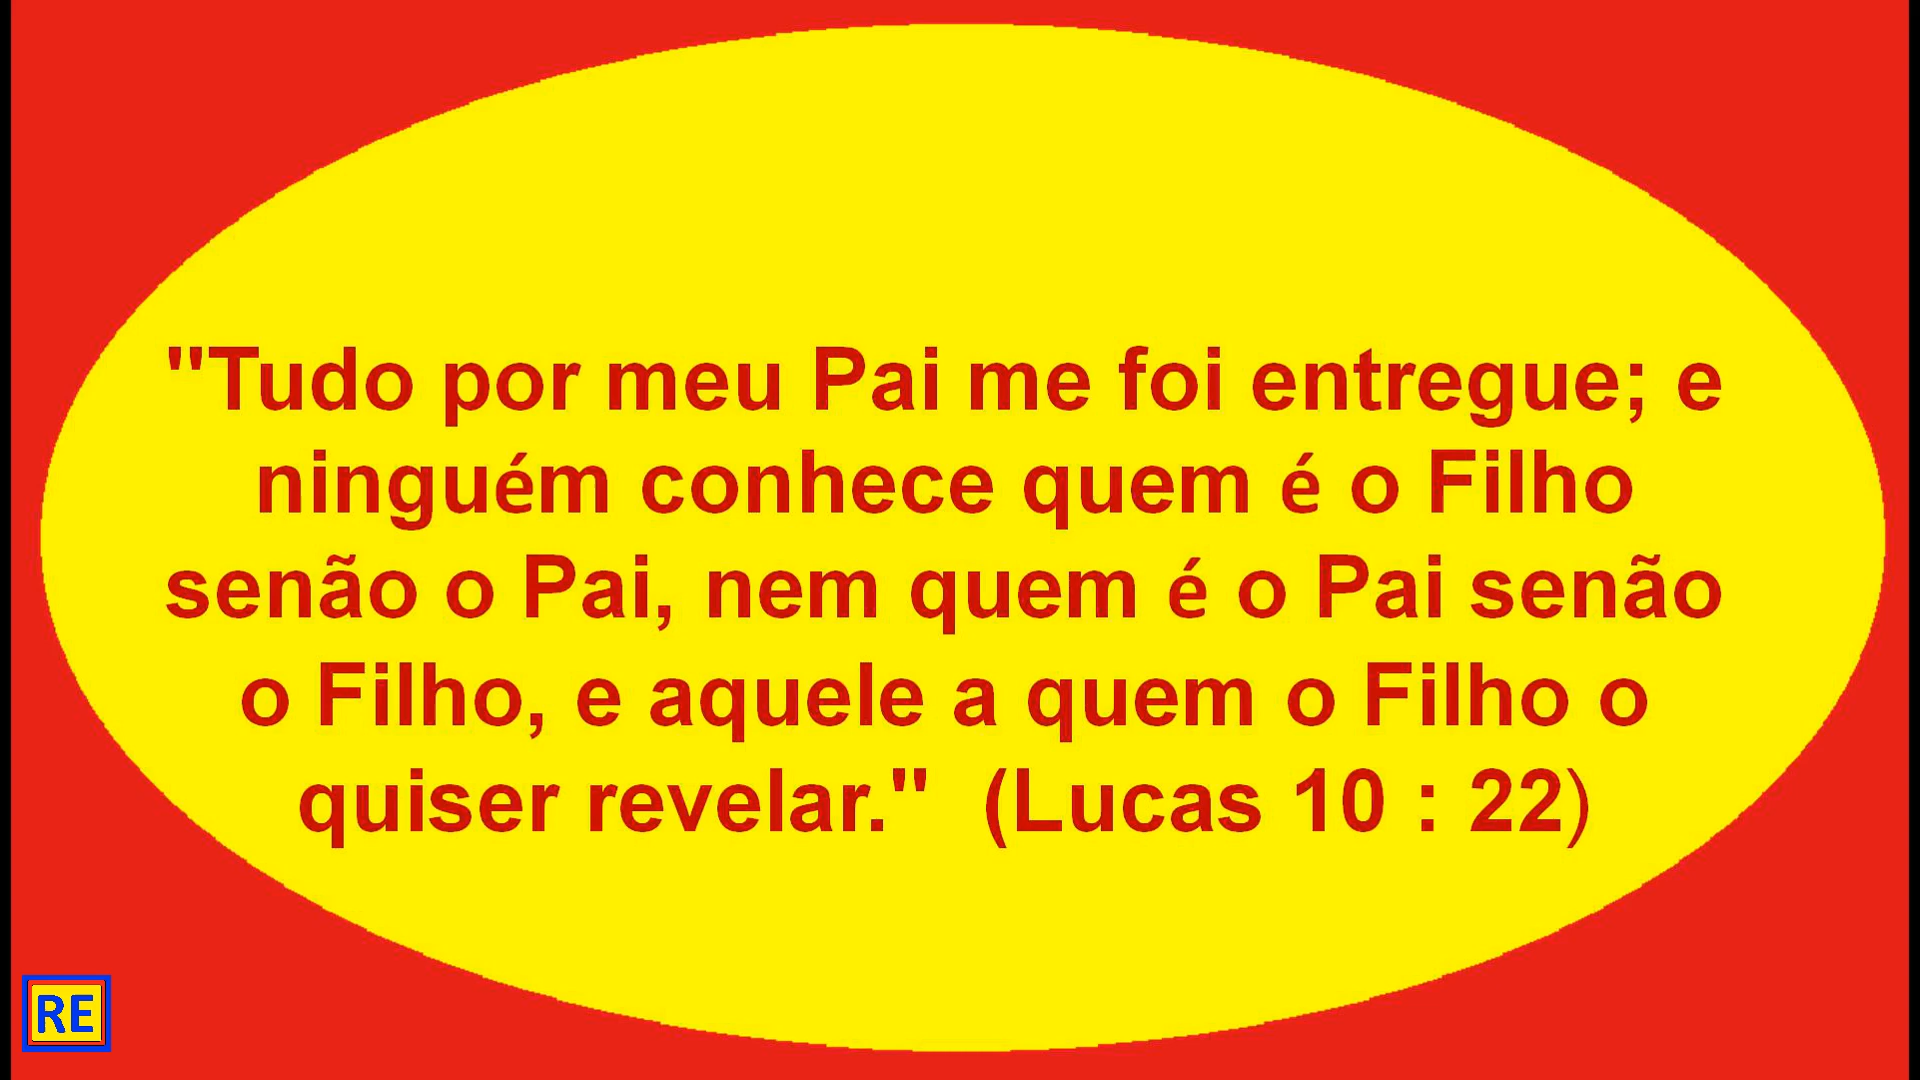 "Tudo por meu Pai me foi entregue; e
ninguém conhece quem é o Filho
senão o Pai, nem quem é o Pai senão
o Filho, e aquele a quem o Filho o
quiser revelar."  (Lucas 10 : 22)
RE